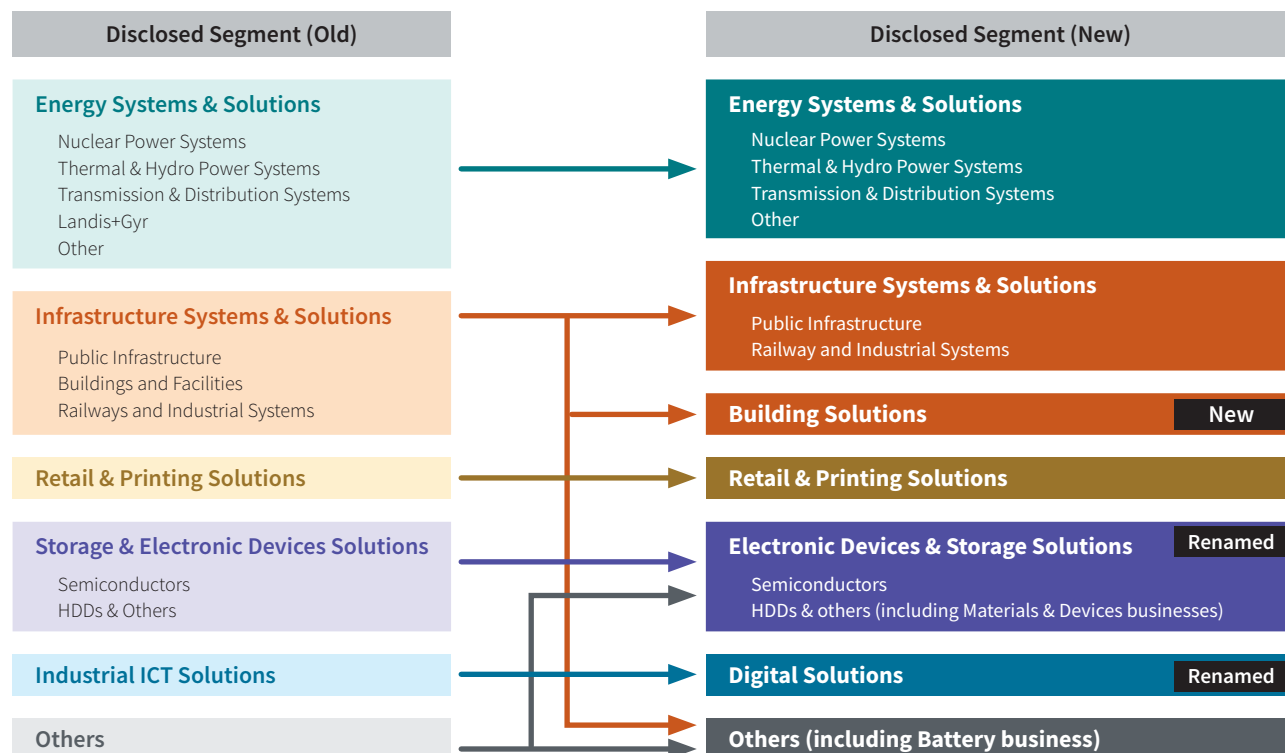 Disclosed Segment (Old)
Energy Systems & Solutions
Nuclear Power Systems
Thermal & Hydro Power Systems
Transmission & Distribution Systems
Landis+Gyr
Other
Infrastructure Systems & Solutions
Public Infrastructure
Buildings and Facilities
Railways and Industrial Systems
Retail & Printing Solutions
Storage & Electronic Devices Solutions
Semiconductors
HDDs & Others
Industrial ICT Solutions
Others
Disclosed Segment (New)
Energy Systems & Solutions
Nuclear Power Systems
Thermal & Hydro Power Systems
Transmission & Distribution Systems
Other
Infrastructure Systems & Solutions
Public Infrastructure
Railway and Industrial Systems
Building Solutions
New
Retail & Printing Solutions
Electronic Devices & Storage Solutions
Renamed
Semiconductors
HDDs & others (including Materials & Devices businesses)
Digital Solutions
Renamed
Others (including Battery business)